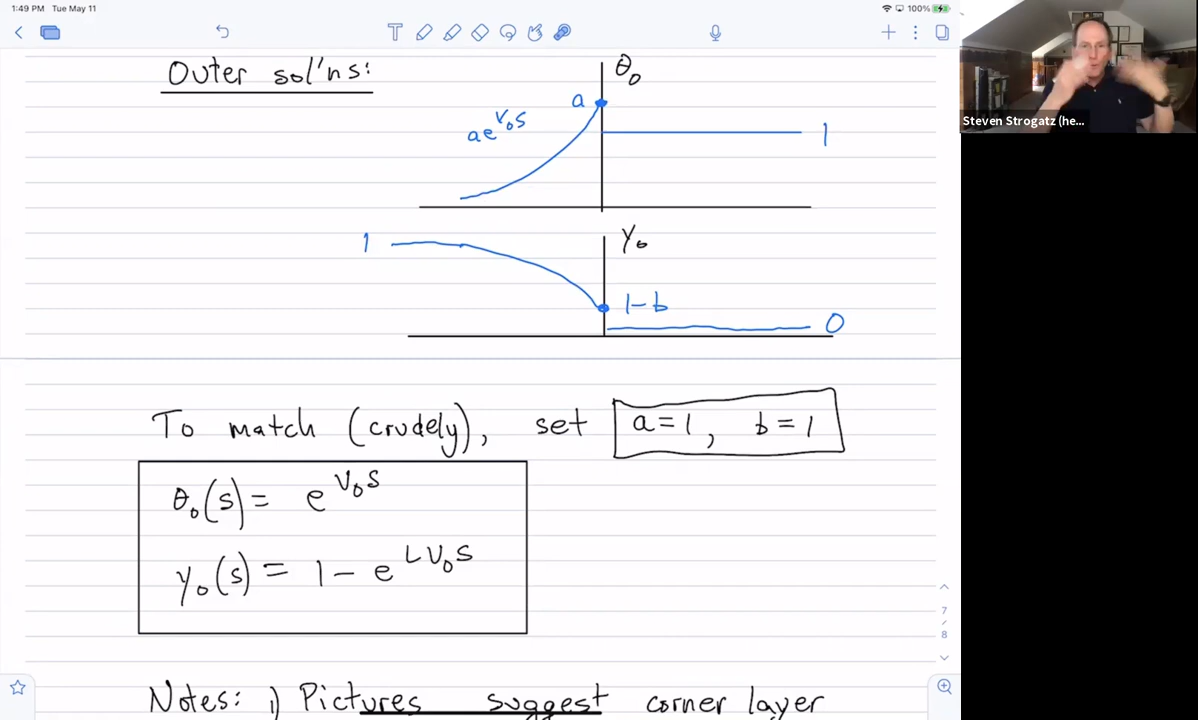 1:49 PM Tue May 11
100%
Steven Strogatz (he...
Outer sol'ns:
θ₀
a
ae^{V₀S}
1
1
y₀
1-b
0
To match (crudely), set a=1, b=1
θ₀(s) = e^{V₀S}
y₀(s) = 1 - e^{LV₀S}
7
/
8
Notes: 1) Pictures suggest corner layer